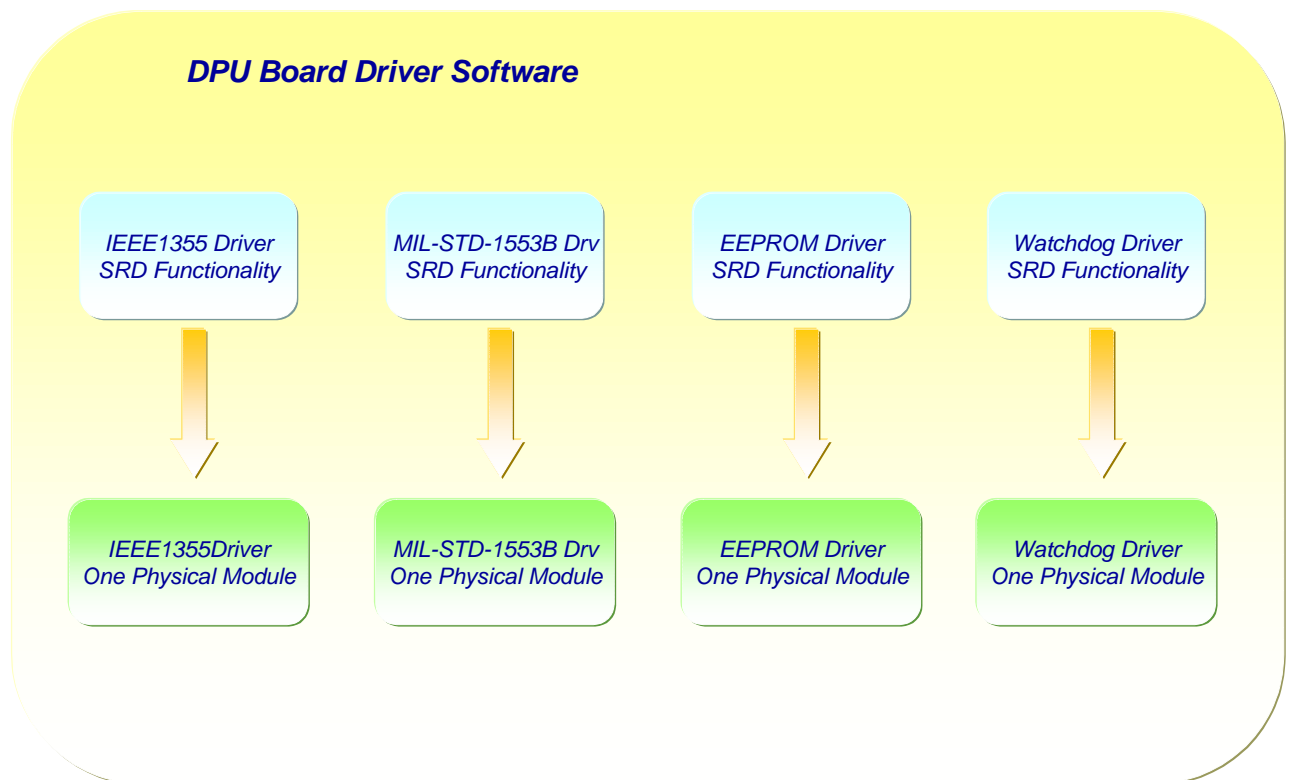 DPU Board Driver Software
IEEE1355 Driver
SRD Functionality
MIL-STD-1553B Drv
SRD Functionality
EEPROM Driver
SRD Functionality
Watchdog Driver
SRD Functionality
IEEE1355Driver
One Physical Module
MIL-STD-1553B Drv
One Physical Module
EEPROM Driver
One Physical Module
Watchdog Driver
One Physical Module